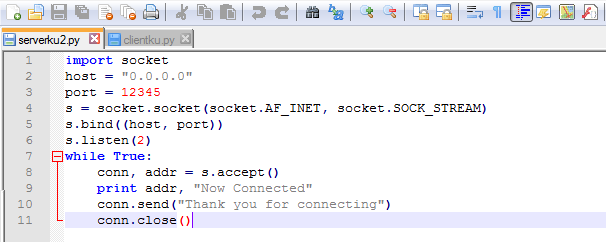 serverku2.py clientku.py
1 import socket
2 host = "0.0.0.0"
3 port = 12345
4 s = socket.socket(socket.AF_INET, socket.SOCK_STREAM)
5 s.bind((host, port))
6 s.listen(2)
7 while True:
8 conn, addr = s.accept()
9 print addr, "Now Connected"
10 conn.send("Thank you for connecting")
11 conn.close()